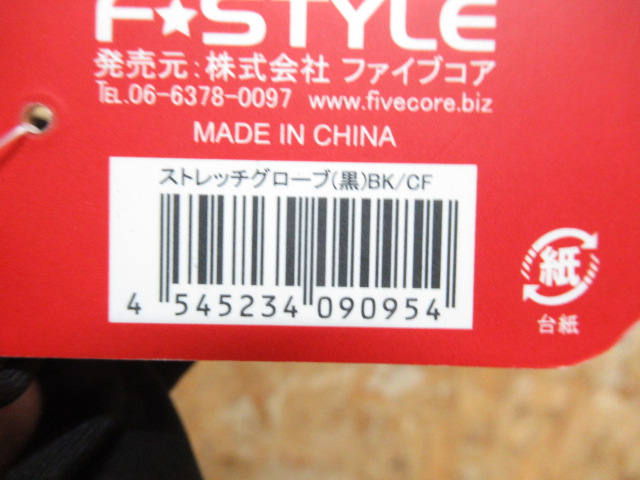 F★STYLE
発売元：株式会社 ファイブコア
TEL.06-6378-0097 www.fivecore.biz
MADE IN CHINA
ストレッチグローブ(黒)BK/CF
4 545234 090954
紙
台紙